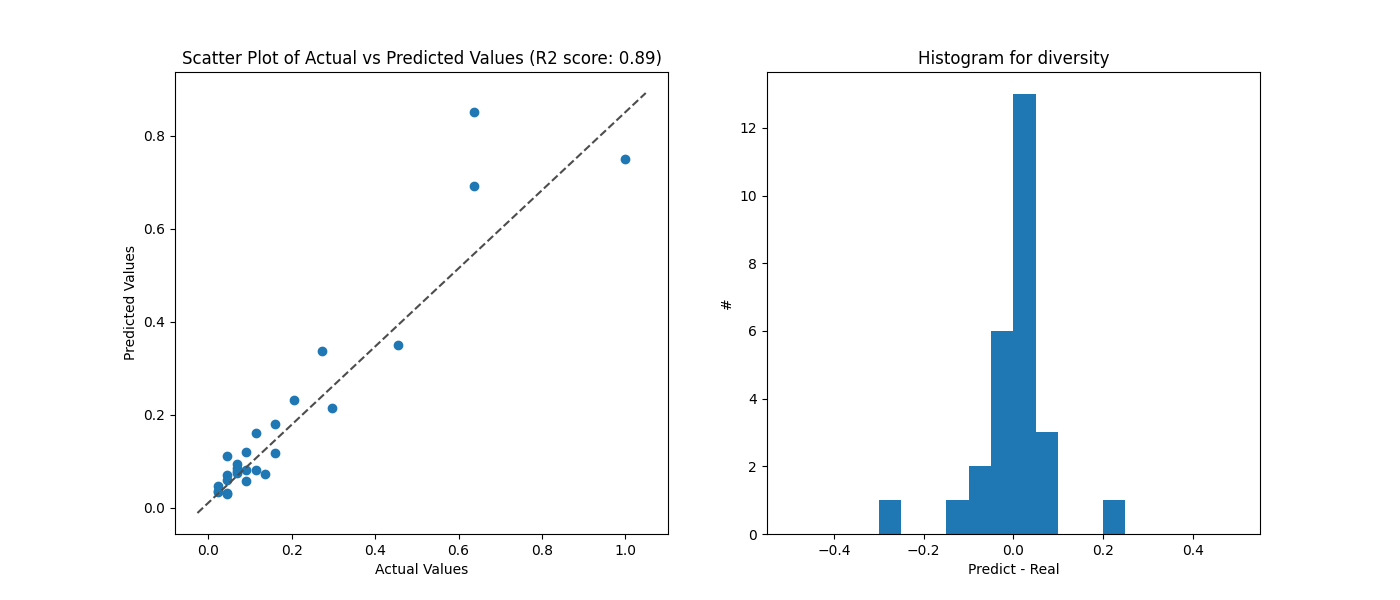 Scatter Plot of Actual vs Predicted Values (R2 score: 0.89)
0.8
0.6
0.4
0.2
0.0
Predicted Values
0.0 0.2 0.4 0.6 0.8 1.0
Actual Values
Histogram for diversity
12
10
8
6
4
2
0
#
−0.4 −0.2 0.0 0.2 0.4
Predict - Real